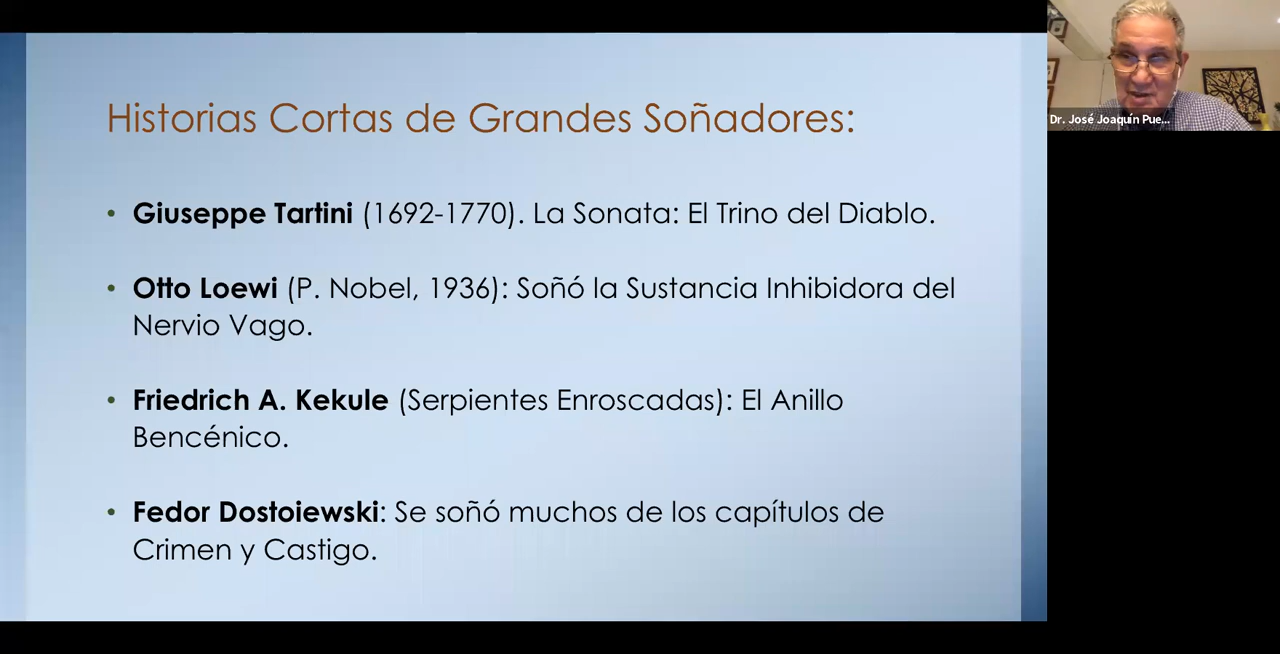 Historias Cortas de Grandes Soñadores:
• Giuseppe Tartini (1692-1770). La Sonata: El Trino del Diablo.
• Otto Loewi (P. Nobel, 1936): Soñó la Sustancia Inhibidora del
Nervio Vago.
• Friedrich A. Kekule (Serpientes Enroscadas): El Anillo
Bencénico.
• Fedor Dostoiewski: Se soñó muchos de los capítulos de
Crimen y Castigo.
Dr. José Joaquín Pue...